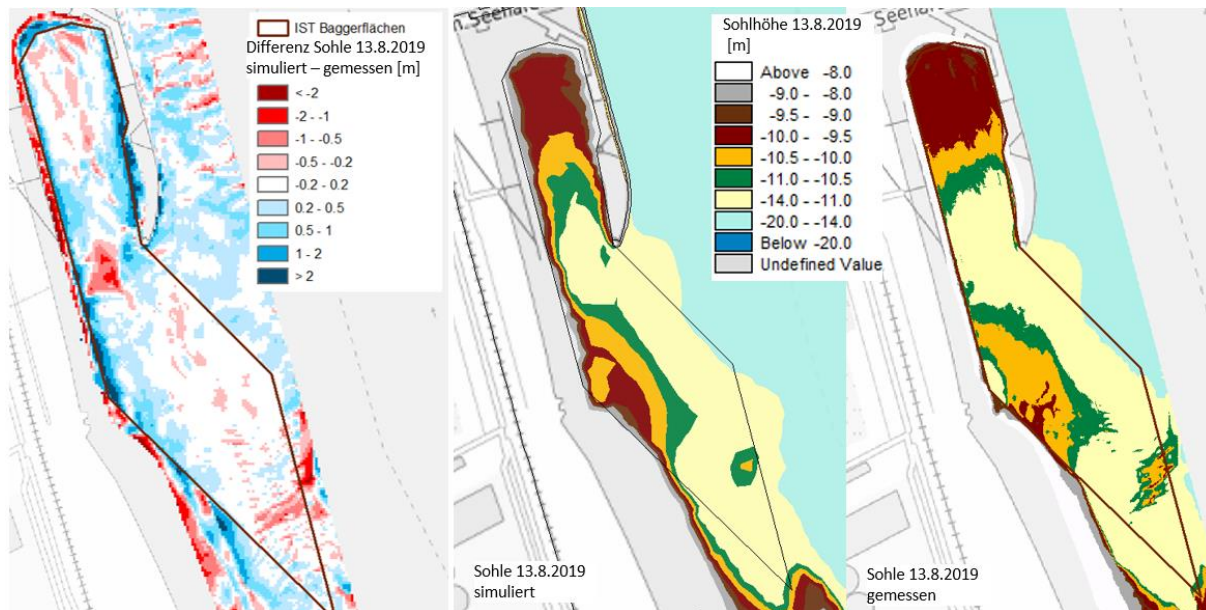 IST Baggerflächen
Differenz Sohle 13.8.2019
simuliert – gemessen [m]
< -2
-2 - -1
-1 - -0.5
-0.5 - -0.2
-0.2 - 0.2
0.2 - 0.5
0.5 - 1
1 - 2
> 2
Sohlhöhe 13.8.2019
[m]
Above -8.0
-9.0 - -8.0
-9.5 - -9.0
-10.0 - -9.5
-10.5 - -10.0
-11.0 - -10.5
-14.0 - -11.0
-20.0 - -14.0
Below -20.0
Undefined Value
Sohle 13.8.2019
simuliert
Sohle 13.8.2019
gemessen